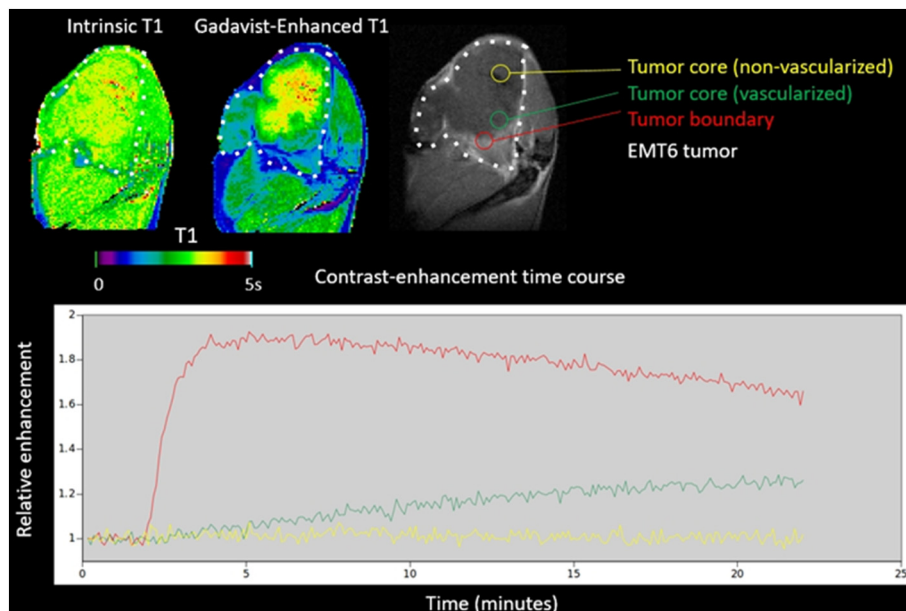 Intrinsic T1
Gadavist-Enhanced T1
Tumor core (non-vascularized)
Tumor core (vascularized)
Tumor boundary
EMT6 tumor
T1
0
5s
Contrast-enhancement time course
Relative enhancement
2
1.8
1.6
1.4
1.2
1
0
5
10
15
20
25
Time (minutes)